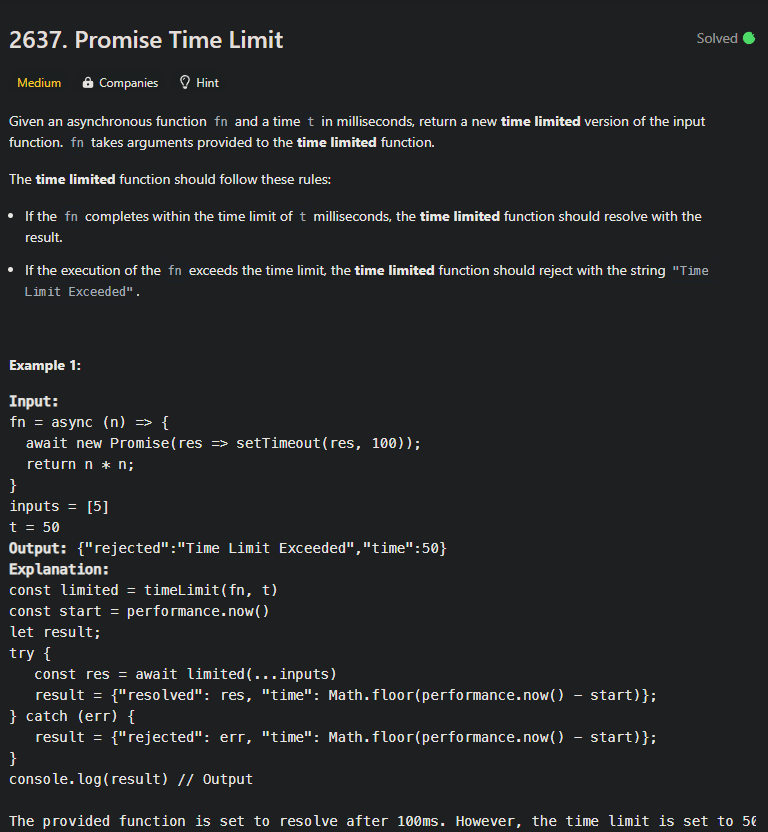 2637. Promise Time Limit
Solved
Medium Companies Hint
Given an asynchronous function fn and a time t in milliseconds, return a new time limited version of the input
function. fn takes arguments provided to the time limited function.
The time limited function should follow these rules:
• If the fn completes within the time limit of t milliseconds, the time limited function should resolve with the
result.
• If the execution of the fn exceeds the time limit, the time limited function should reject with the string "Time
Limit Exceeded".
Example 1:
Input:
fn = async (n) => {
  await new Promise(res => setTimeout(res, 100));
  return n * n;
}
inputs = [5]
t = 50
Output: {"rejected":"Time Limit Exceeded","time":50}
Explanation:
const limited = timeLimit(fn, t)
const start = performance.now()
let result;
try {
   const res = await limited(...inputs)
   result = {"resolved": res, "time": Math.floor(performance.now() - start)};
} catch (err) {
   result = {"rejected": err, "time": Math.floor(performance.now() - start)};
}
console.log(result) // Output
The provided function is set to resolve after 100ms. However, the time limit is set to